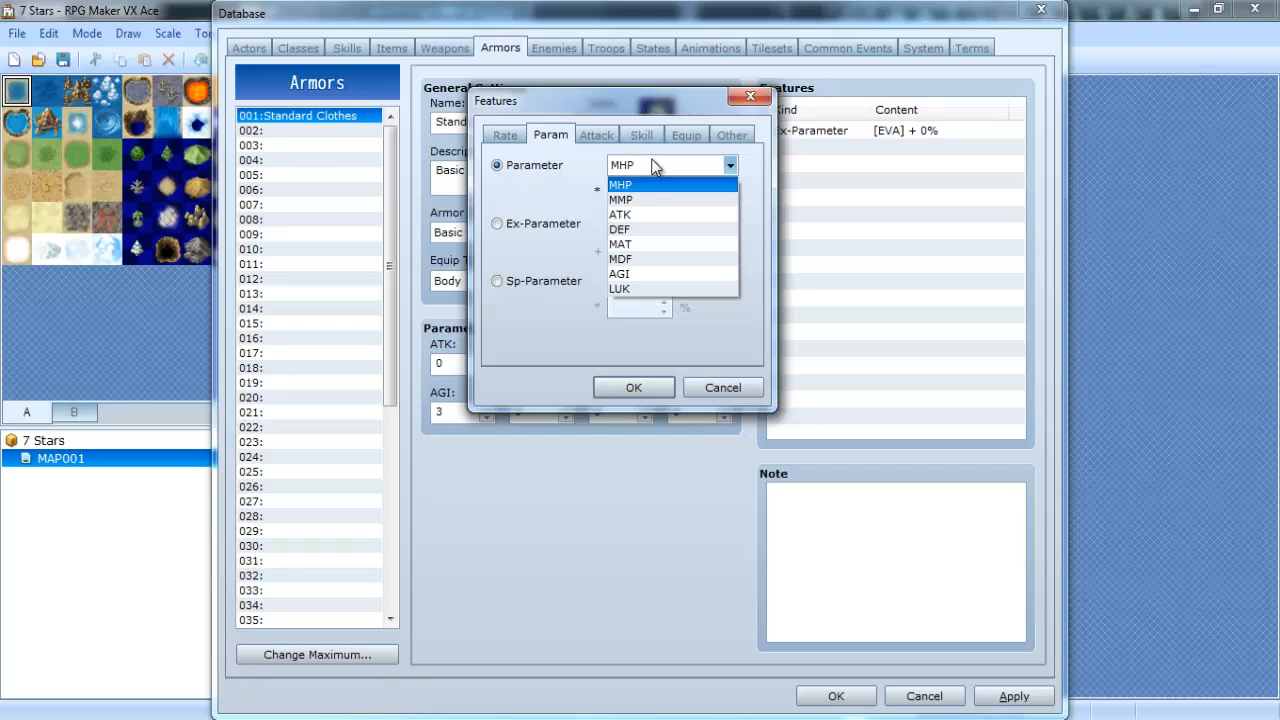 7 Stars - RPG Maker VX Ace
File Edit Mode Draw Scale
A B
7 Stars
MAP001
Database
Actors Classes Skills Items Weapons Armors Enemies Troops States Animations Tilesets Common Events System Terms
Armors
001:Standard Clothes
002:
003:
004:
005:
006:
007:
008:
009:
010:
011:
012:
013:
014:
015:
016:
017:
018:
019:
020:
021:
022:
023:
024:
025:
026:
027:
028:
029:
030:
031:
032:
033:
034:
035:
Change Maximum...
Name:
Stand
Basic
Armor
Basic
Equip T
Body
ATK:
0
AGI:
3
Features
Rate Param Attack Skill Equip Other
Parameter MHP
*
MHP
MMP
ATK
DEF
MAT
MDF
AGI
LUK
Ex-Parameter
+
Sp-Parameter
* %
OK Cancel
Content
Ex-Parameter [EVA] + 0%
Note
OK Cancel Apply